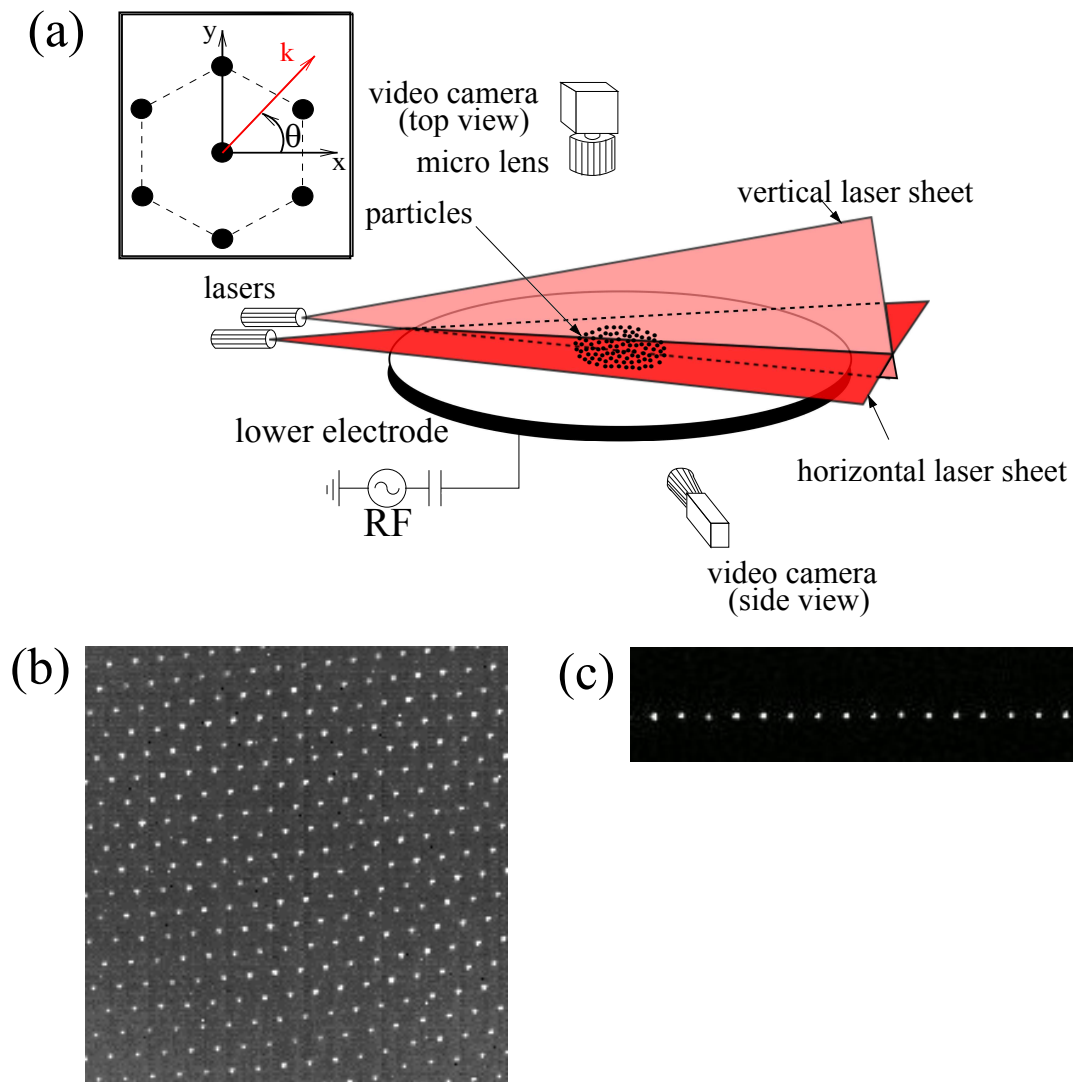 (a)
y
k
θ
x
video camera
(top view)
micro lens
particles
vertical laser sheet
lasers
lower electrode
horizontal laser sheet
RF
video camera
(side view)
(b)
(c)